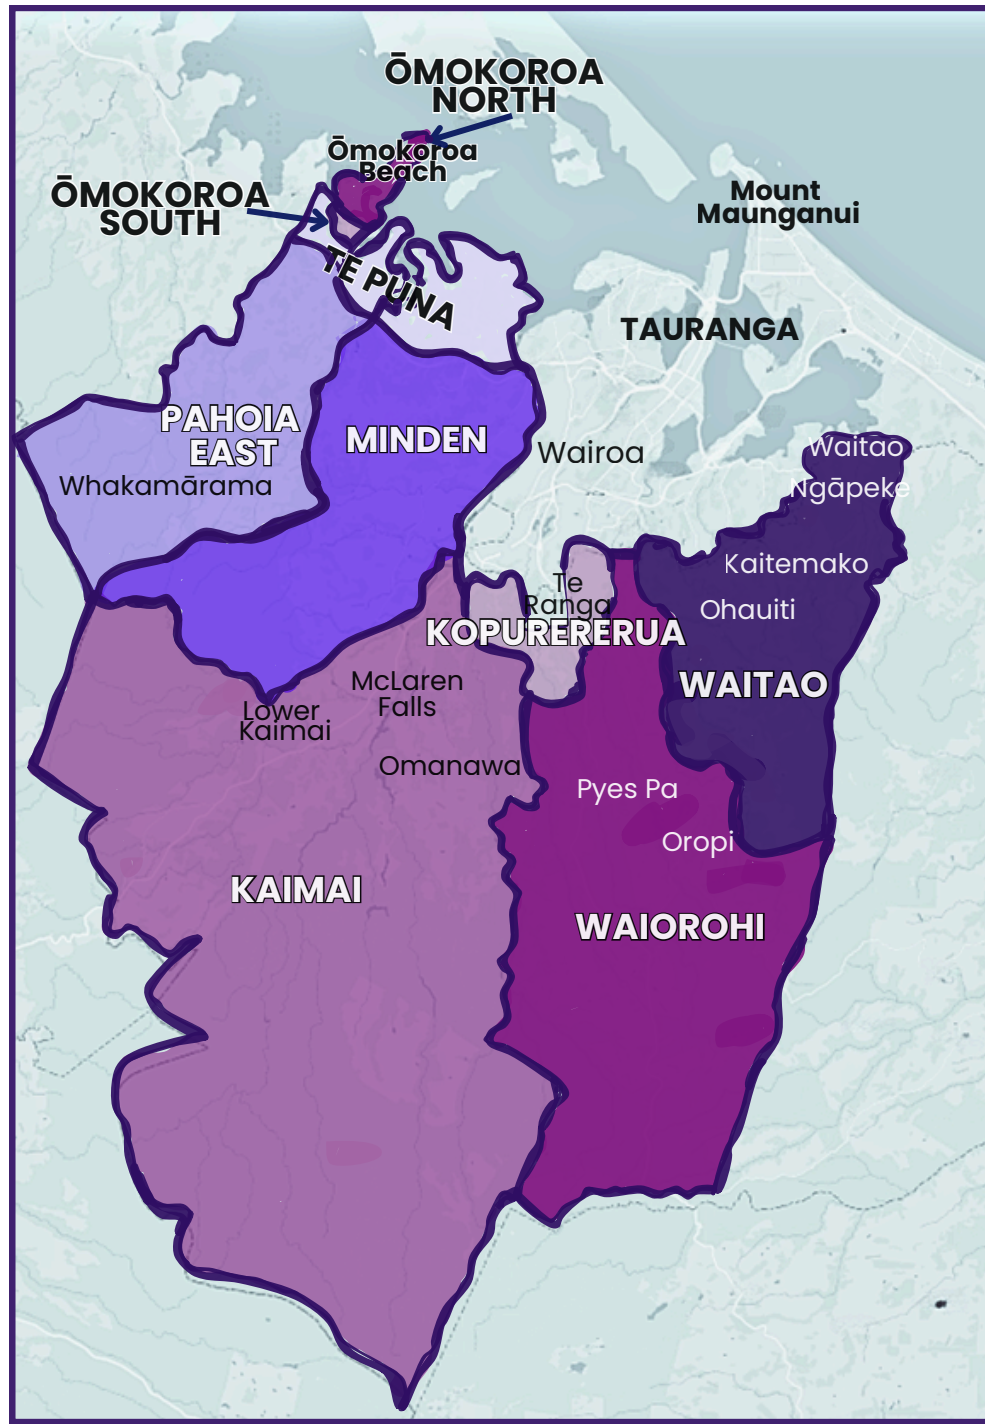 ŌMOKOROA
NORTH
Ōmokoroa
Beach
ŌMOKOROA
SOUTH
Mount
Maunganui
TE PUNA
TAURANGA
PAHOIA
EAST
MINDEN
Wairoa
Waitao
Whakamārama
Ngāpeke
Kaitemako
Te
Ranga
Ohauiti
KOPURERERUA
McLaren
Falls
WAITAO
Lower
Kaimai
Omanawa
Pyes Pa
Oropi
KAIMAI
WAIOROHI